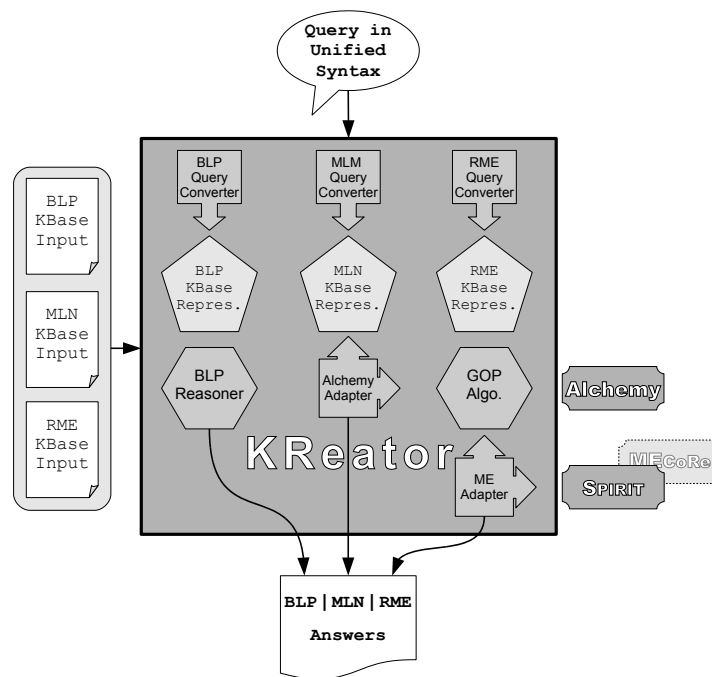 Query in
Unified
Syntax
BLP
Query
Converter
MLM
Query
Converter
RME
Query
Converter
BLP
KBase
Input
MLN
KBase
Input
RME
KBase
Input
BLP
KBase
Repres.
MLN
KBase
Repres.
RME
KBase
Repres.
BLP
Reasoner
Alchemy
Adapter
GOP
Algo.
Alchemy
KReator
ME
Adapter
MECoRe
SPIRIT
BLP|MLN|RME
Answers